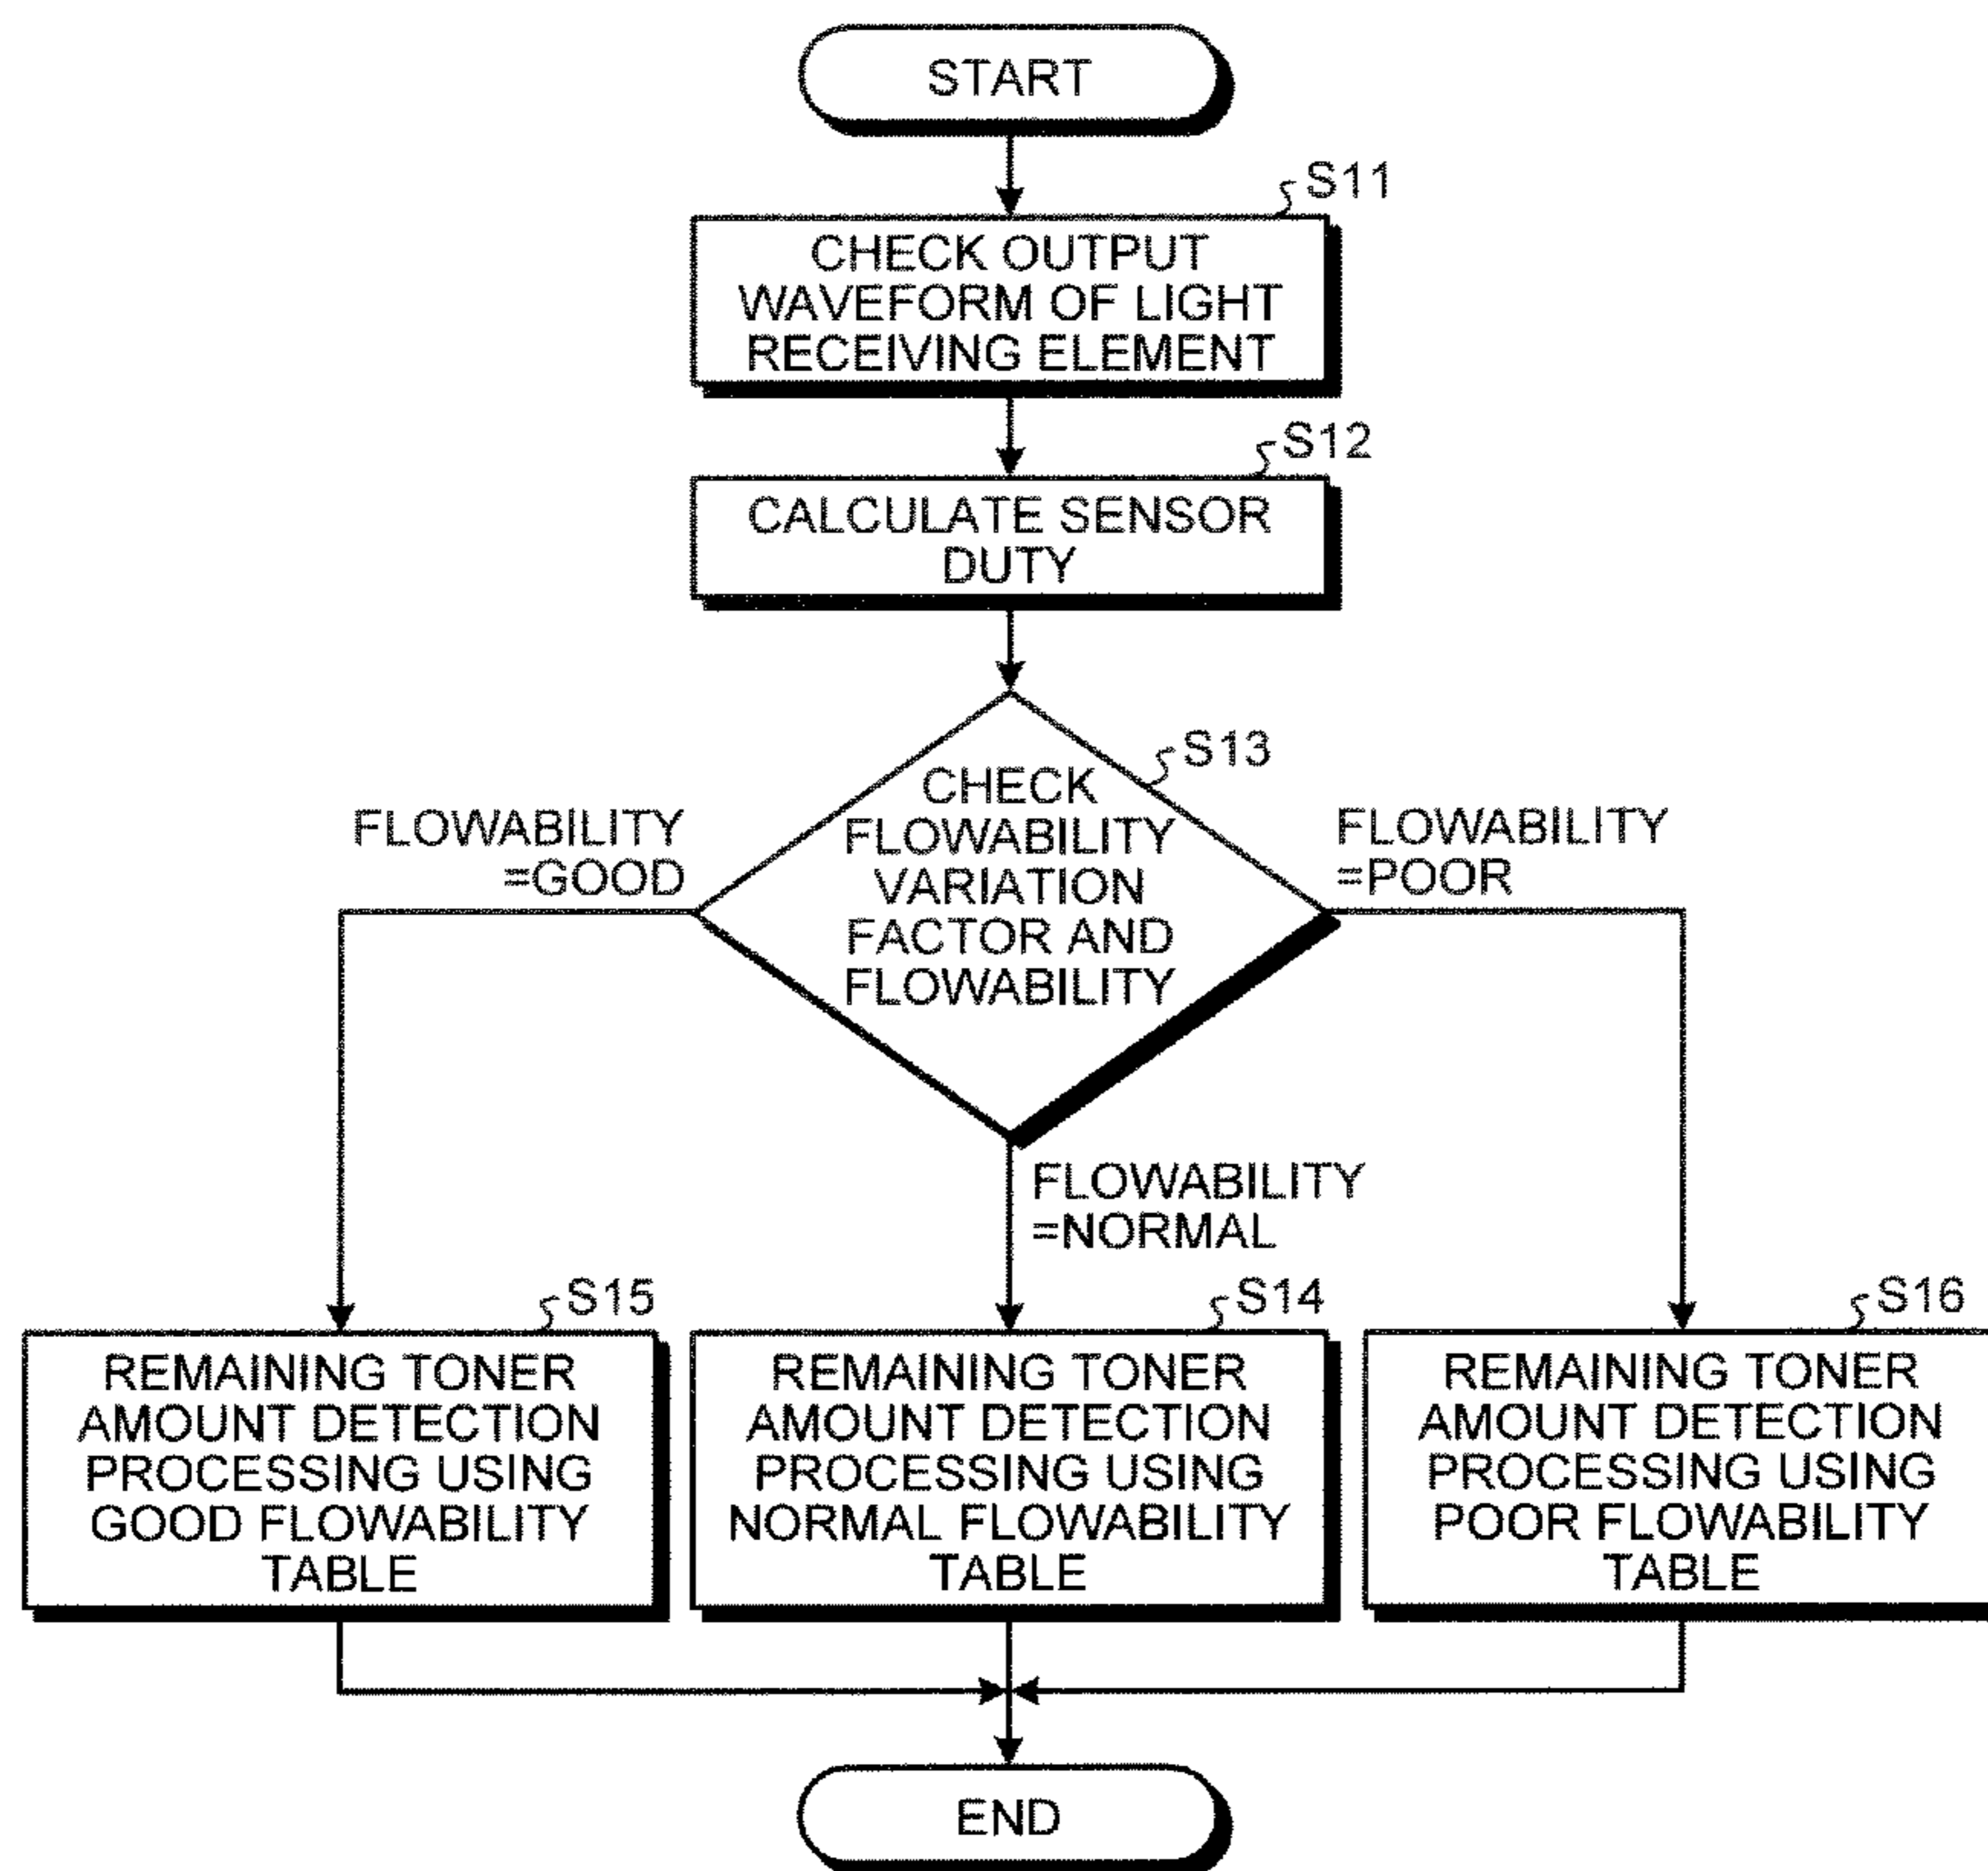 START
S11
CHECK OUTPUT
WAVEFORM OF LIGHT
RECEIVING ELEMENT
S12
CALCULATE SENSOR
DUTY
S13
CHECK
FLOWABILITY
VARIATION
FACTOR AND
FLOWABILITY
FLOWABILITY
=GOOD
FLOWABILITY
=POOR
FLOWABILITY
=NORMAL
S15
REMAINING TONER
AMOUNT DETECTION
PROCESSING USING
GOOD FLOWABILITY
TABLE
S14
REMAINING TONER
AMOUNT DETECTION
PROCESSING USING
NORMAL FLOWABILITY
TABLE
S16
REMAINING TONER
AMOUNT DETECTION
PROCESSING USING
POOR FLOWABILITY
TABLE
END